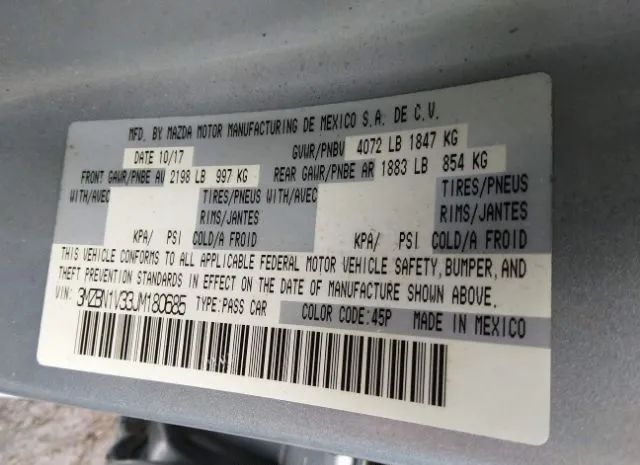 MFD. BY MAZDA MOTOR MANUFACTURING DE MEXICO S.A. DE C.V.
DATE 10/17 GVWR/PNBV 4072 LB 1847 KG
FRONT GAWR/PNBE AV 2198 LB 997 KG REAR GAWR/PNBE AR 1883 LB 854 KG
WITH/AVEC TIRES/PNEUS WITH/AVEC TIRES/PNEUS
RIMS/JANTES RIMS/JANTES
KPA/ PSI COLD/A FROID KPA/ PSI COLD/A FROID
THIS VEHICLE CONFORMS TO ALL APPLICABLE FEDERAL MOTOR VEHICLE SAFETY, BUMPER, AND
THEFT PREVENTION STANDARDS IN EFFECT ON THE DATE OF MANUFACTURE SHOWN ABOVE.
VIN: 3MZBN1V33JM180685 TYPE:PASS CAR COLOR CODE:45P MADE IN MEXICO